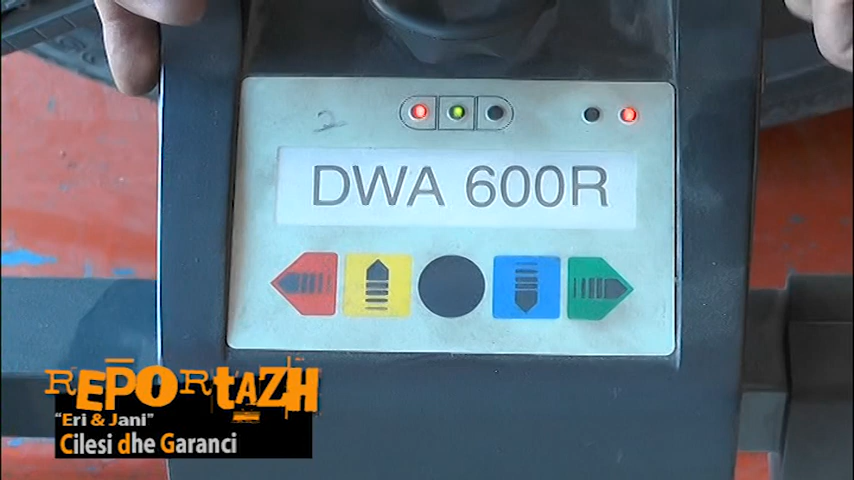 2
DWA 600R
REPORTAZH
"Eri & Jani"
Cilesi dhe Garanci